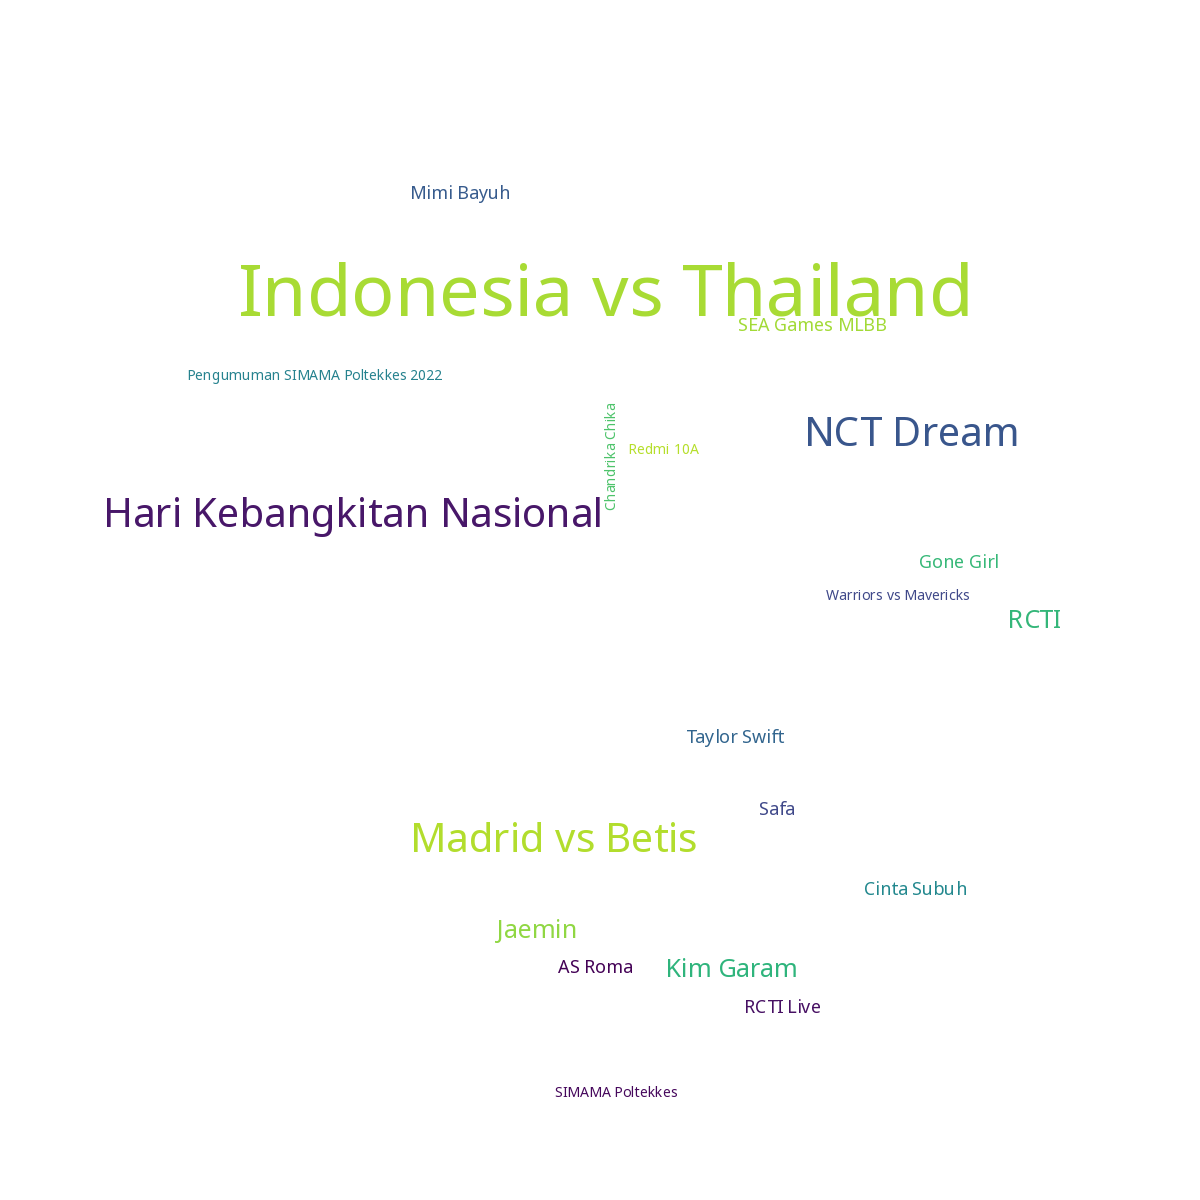 Mimi Bayuh
Indonesia vs Thailand
SEA Games MLBB
Pengumuman SIMAMA Poltekkes 2022
Chandrika Chika
NCT Dream
Redmi 10A
Hari Kebangkitan Nasional
Gone Girl
Warriors vs Mavericks
RCTI
Taylor Swift
Safa
Madrid vs Betis
Cinta Subuh
Jaemin
AS Roma
Kim Garam
RCTI Live
SIMAMA Poltekkes